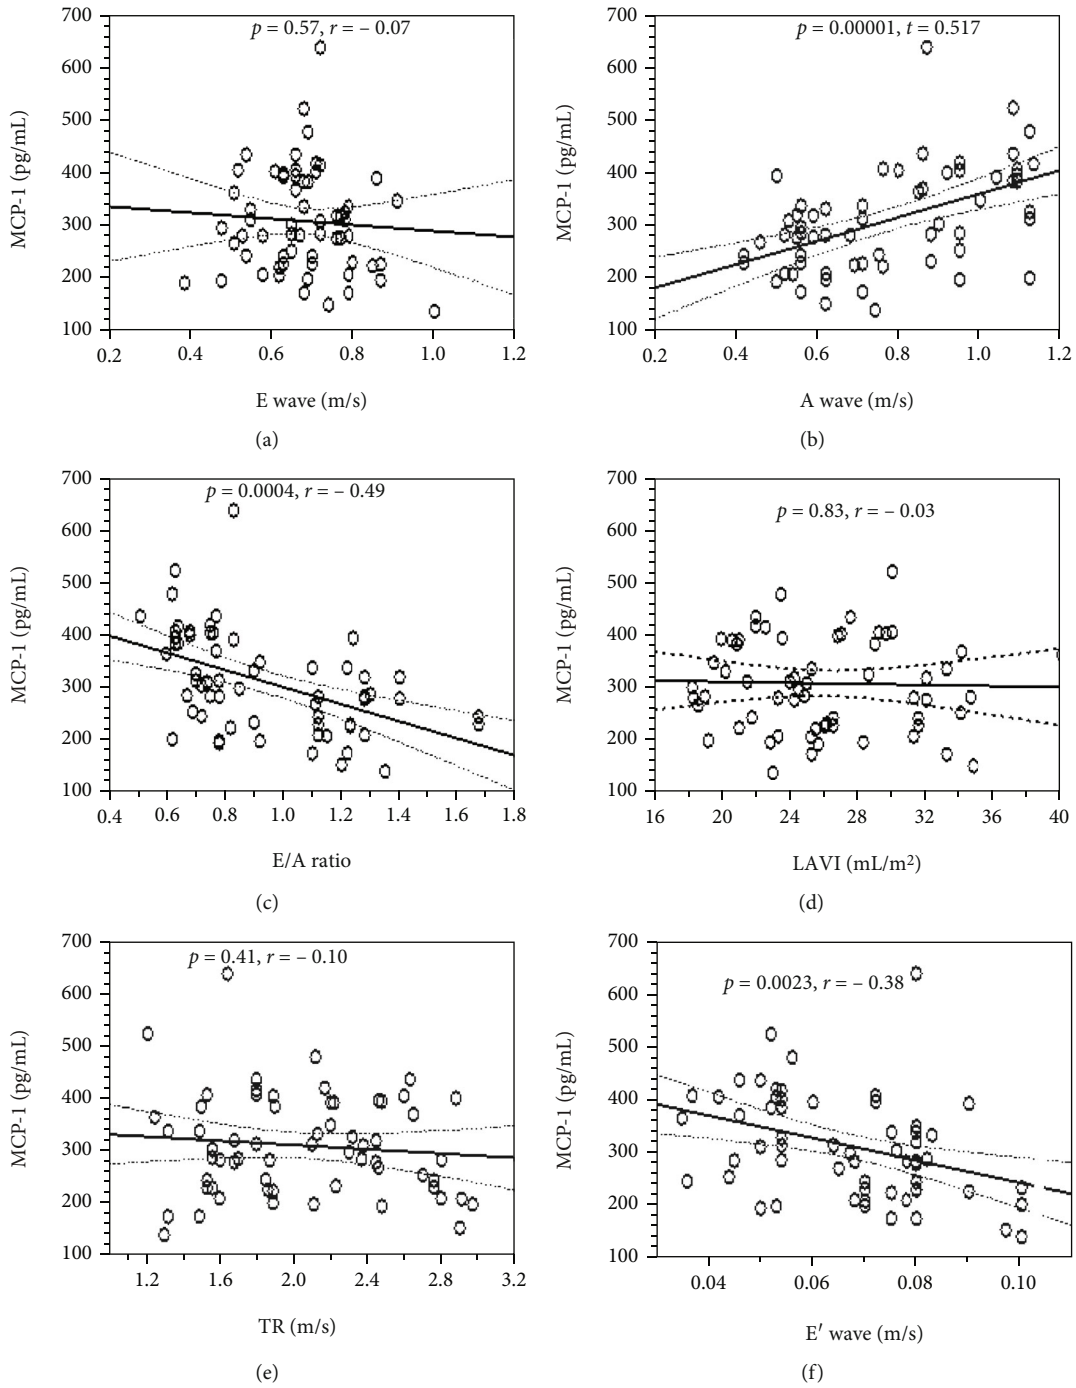 p = 0.57, r = – 0.07
MCP-1 (pg/mL)
700
600
500
400
300
200
100
0.2 0.4 0.6 0.8 1.0 1.2
E wave (m/s)
(a)
p = 0.00001, t = 0.517
MCP-1 (pg/mL)
700
600
500
400
300
200
100
0.2 0.4 0.6 0.8 1.0 1.2
A wave (m/s)
(b)
p = 0.0004, r = – 0.49
MCP-1 (pg/mL)
700
600
500
400
300
200
100
0.4 0.6 0.8 1.0 1.2 1.4 1.6 1.8
E/A ratio
(c)
p = 0.83, r = – 0.03
MCP-1 (pg/mL)
700
600
500
400
300
200
100
16 20 24 28 32 36 40
LAVI (mL/m²)
(d)
p = 0.41, r = – 0.10
MCP-1 (pg/mL)
700
600
500
400
300
200
100
1.2 1.6 2.0 2.4 2.8 3.2
TR (m/s)
(e)
p = 0.0023, r = – 0.38
MCP-1 (pg/mL)
700
600
500
400
300
200
100
0.04 0.06 0.08 0.10
E′ wave (m/s)
(f)